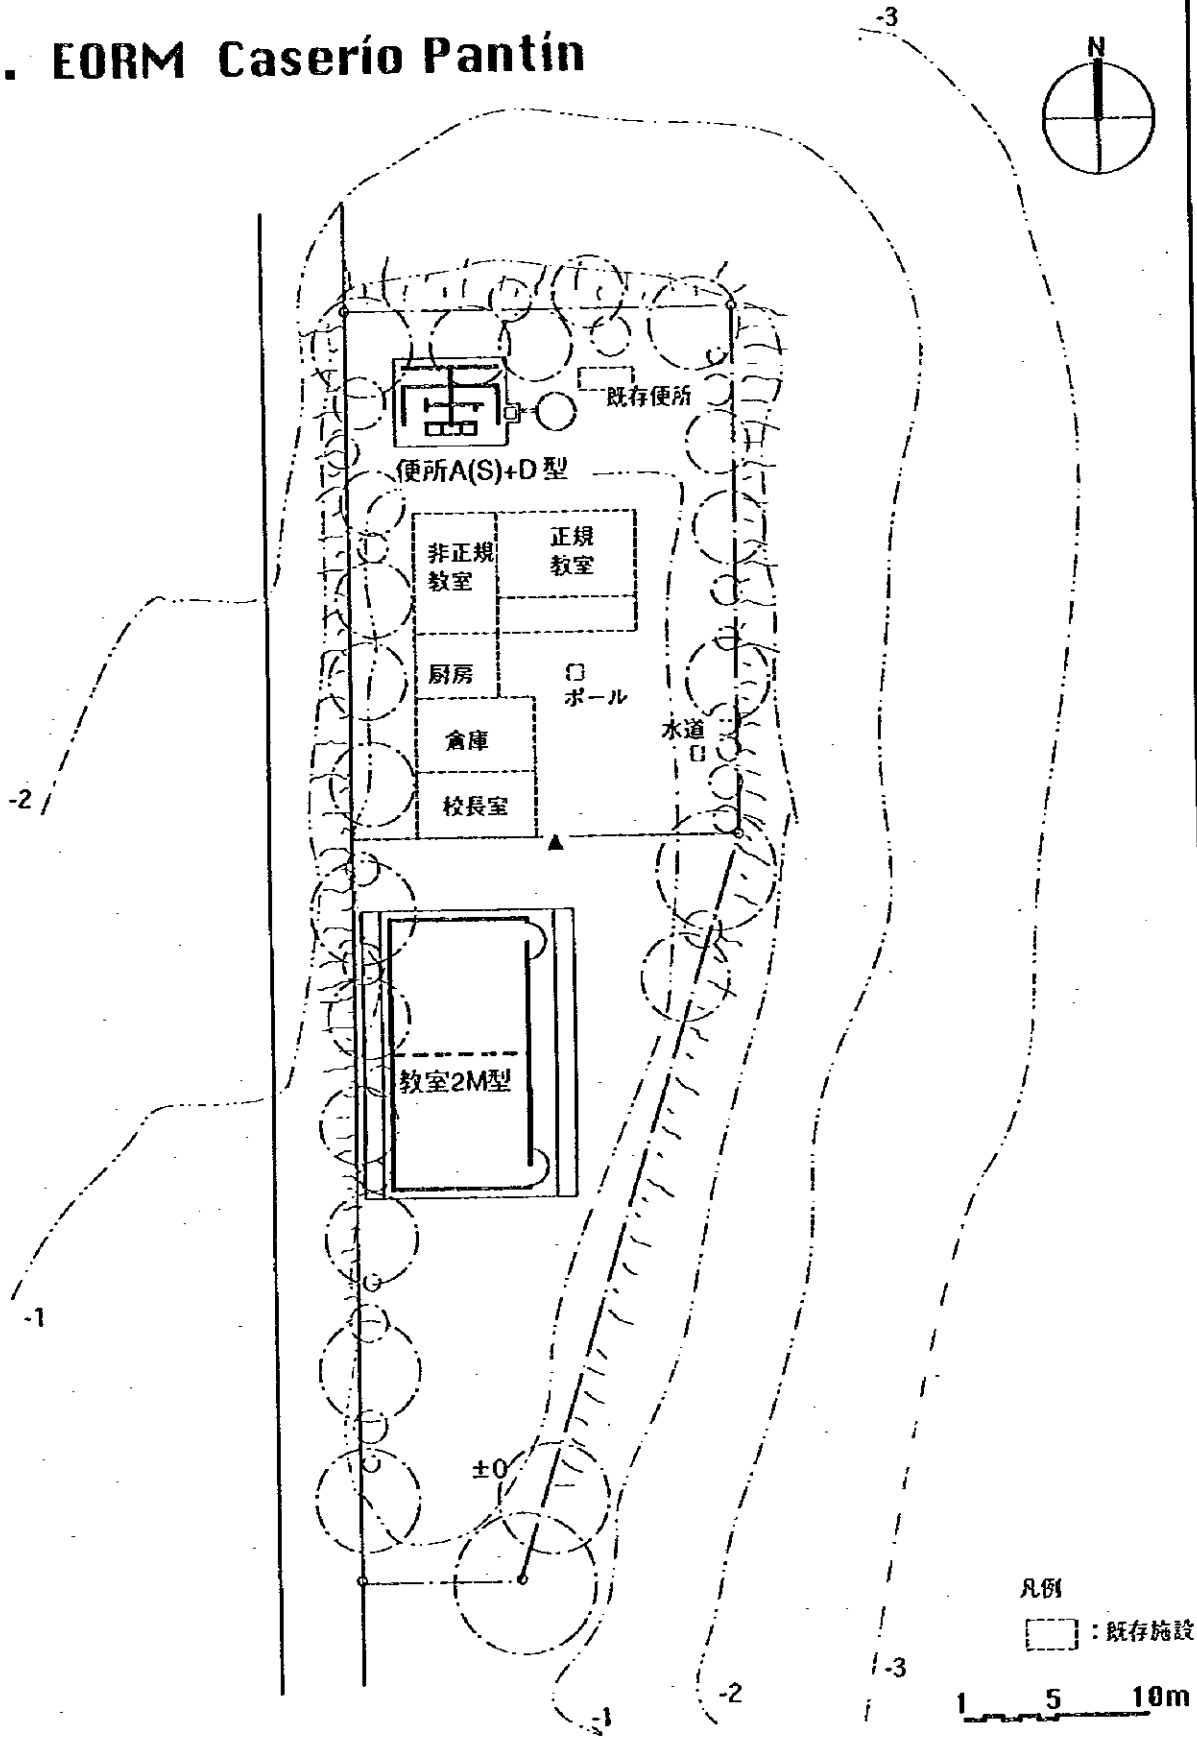 . EORM Caserío Pantín
-3
N
既存便所
便所A(S)+D型
非正規
教室
正規
教室
厨房
ポール
水道
倉庫
-2
校長室
教室2M型
-1
±0
凡例
:既存施設
-3
-2
-1
1 5 10m